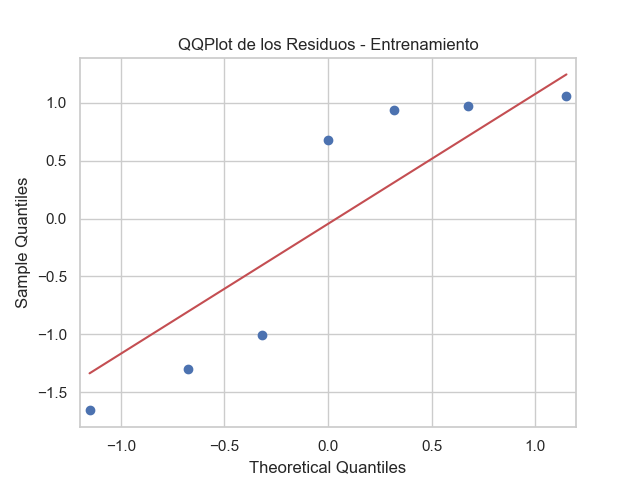 QQPlot de los Residuos - Entrenamiento
1.0
0.5
0.0
−0.5
−1.0
−1.5
Sample Quantiles
−1.0 −0.5 0.0 0.5 1.0
Theoretical Quantiles